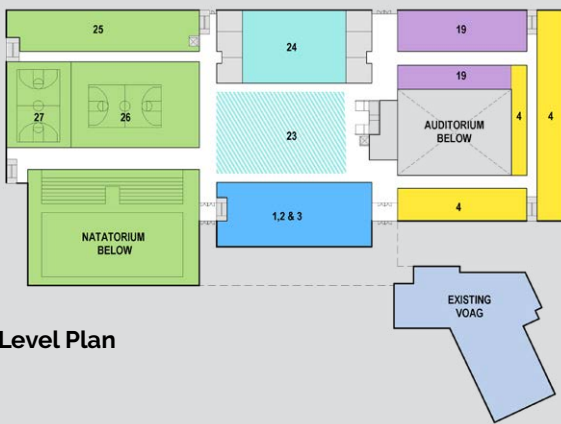 25
24
19
19
27
26
23
AUDITORIUM
BELOW
4
4
1,2 & 3
4
NATATORIUM
BELOW
EXISTING
VOAG
Level Plan